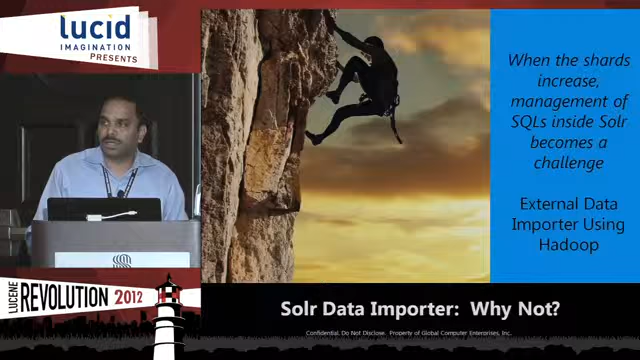 lucid
IMAGINATION
PRESENTS
When the shards
increase,
management of
SQLs inside Solr
becomes a
challenge
External Data
Importer Using
Hadoop
LUCENE
REVOLUTION 2012
Solr Data Importer: Why Not?
Confidential. Do Not Disclose. Property of Global Computer Enterprises, Inc.